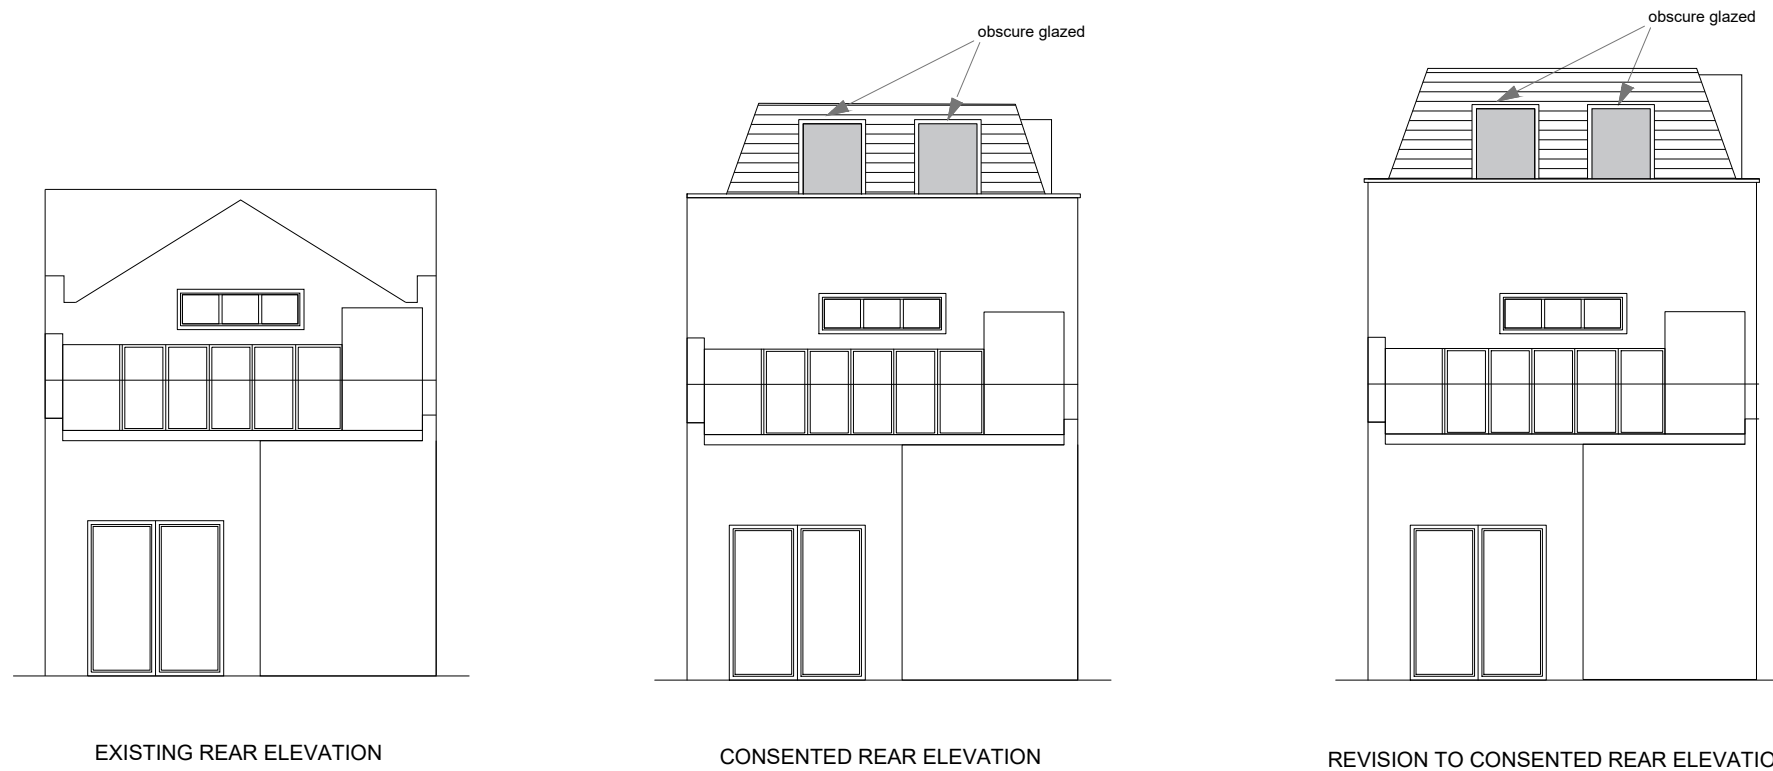 obscure glazed
obscure glazed
EXISTING REAR ELEVATION
CONSENTED REAR ELEVATION
REVISION TO CONSENTED REAR ELEVATIO